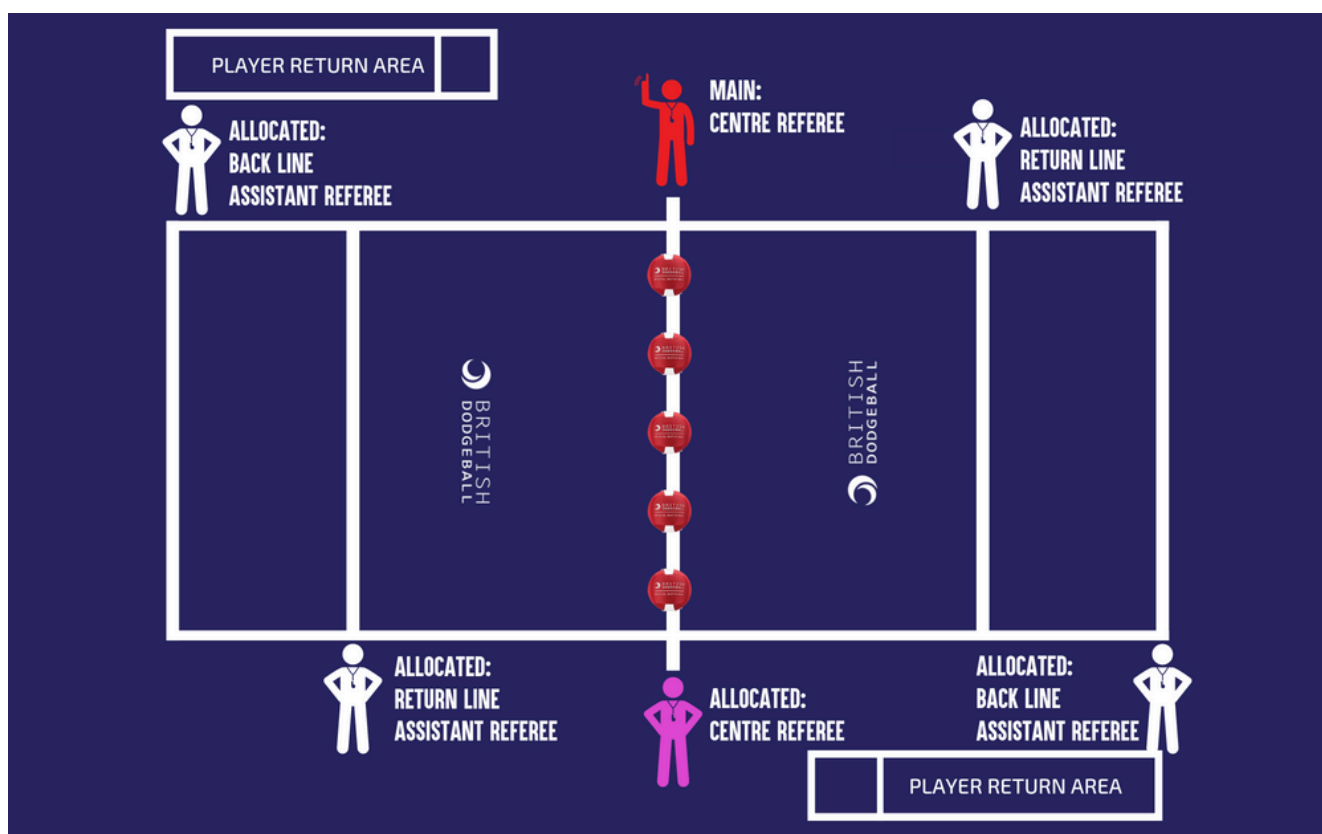 PLAYER RETURN AREA
MAIN:
CENTRE REFEREE
ALLOCATED:
BACK LINE
ASSISTANT REFEREE
ALLOCATED:
RETURN LINE
ASSISTANT REFEREE
BRITISH
DODGEBALL
BRITISH
DODGEBALL
ALLOCATED:
RETURN LINE
ASSISTANT REFEREE
ALLOCATED:
CENTRE REFEREE
ALLOCATED:
BACK LINE
ASSISTANT REFEREE
PLAYER RETURN AREA